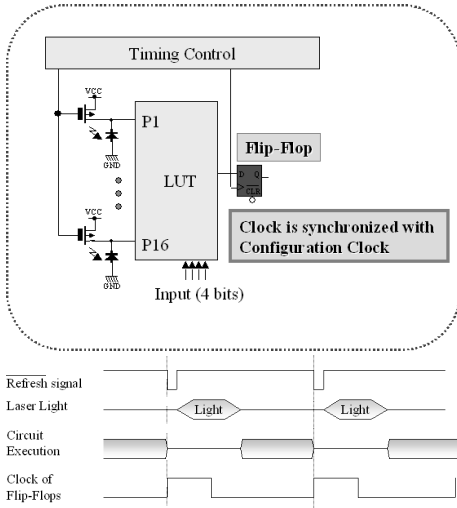 Timing Control
VCC
P1
GND
LUT
Flip-Flop
D Q
CLR
VCC
P16
GND
Clock is synchronized with
Configuration Clock
Input (4 bits)
Refresh signal
Laser Light
Light
Light
Circuit
Execution
Clock of
Flip-Flops